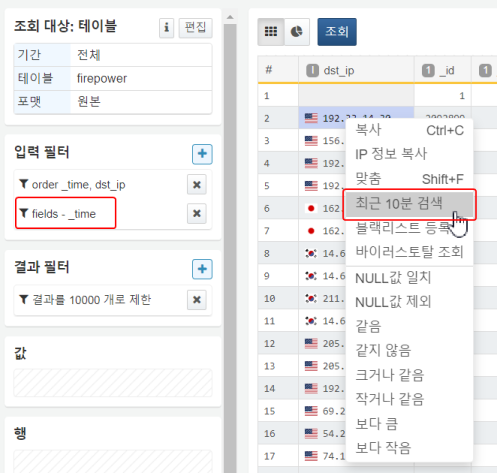 조회 대상: 테이블
i 편집
기간 전체
테이블 firepower
포맷 원본
입력 필터
+
order _time, dst_ip
fields - _time
결과 필터
+
결과를 10000 개로 제한
값
행
조회
# dst_ip _id
1 1
2
3 156.
4 192.
5 192.
6 162.
7 162.
8 14.6
9 14.6
10 211.
11 14.6
12 205.
13 205.
14 192.
15 69.2
16 54.2
17 74.1
복사 Ctrl+C
IP 정보 복사
맞춤 Shift+F
최근 10분 검색
블랙리스트 등록
바이러스토탈 조회
NULL값 일치
NULL값 제외
같음
같지 않음
크거나 같음
작거나 같음
보다 큼
보다 작음